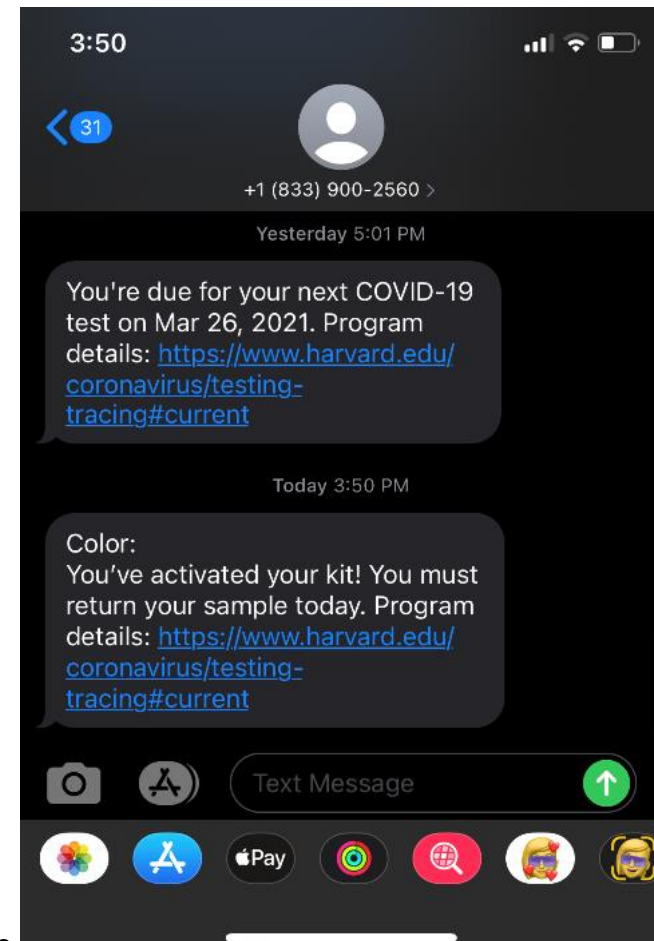 3:50
31
+1 (833) 900-2560 >
Yesterday 5:01 PM
You're due for your next COVID-19
test on Mar 26, 2021. Program
details: https://www.harvard.edu/
coronavirus/testing-
tracing#current
Today 3:50 PM
Color:
You've activated your kit! You must
return your sample today. Program
details: https://www.harvard.edu/
coronavirus/testing-
tracing#current
Text Message
Pay